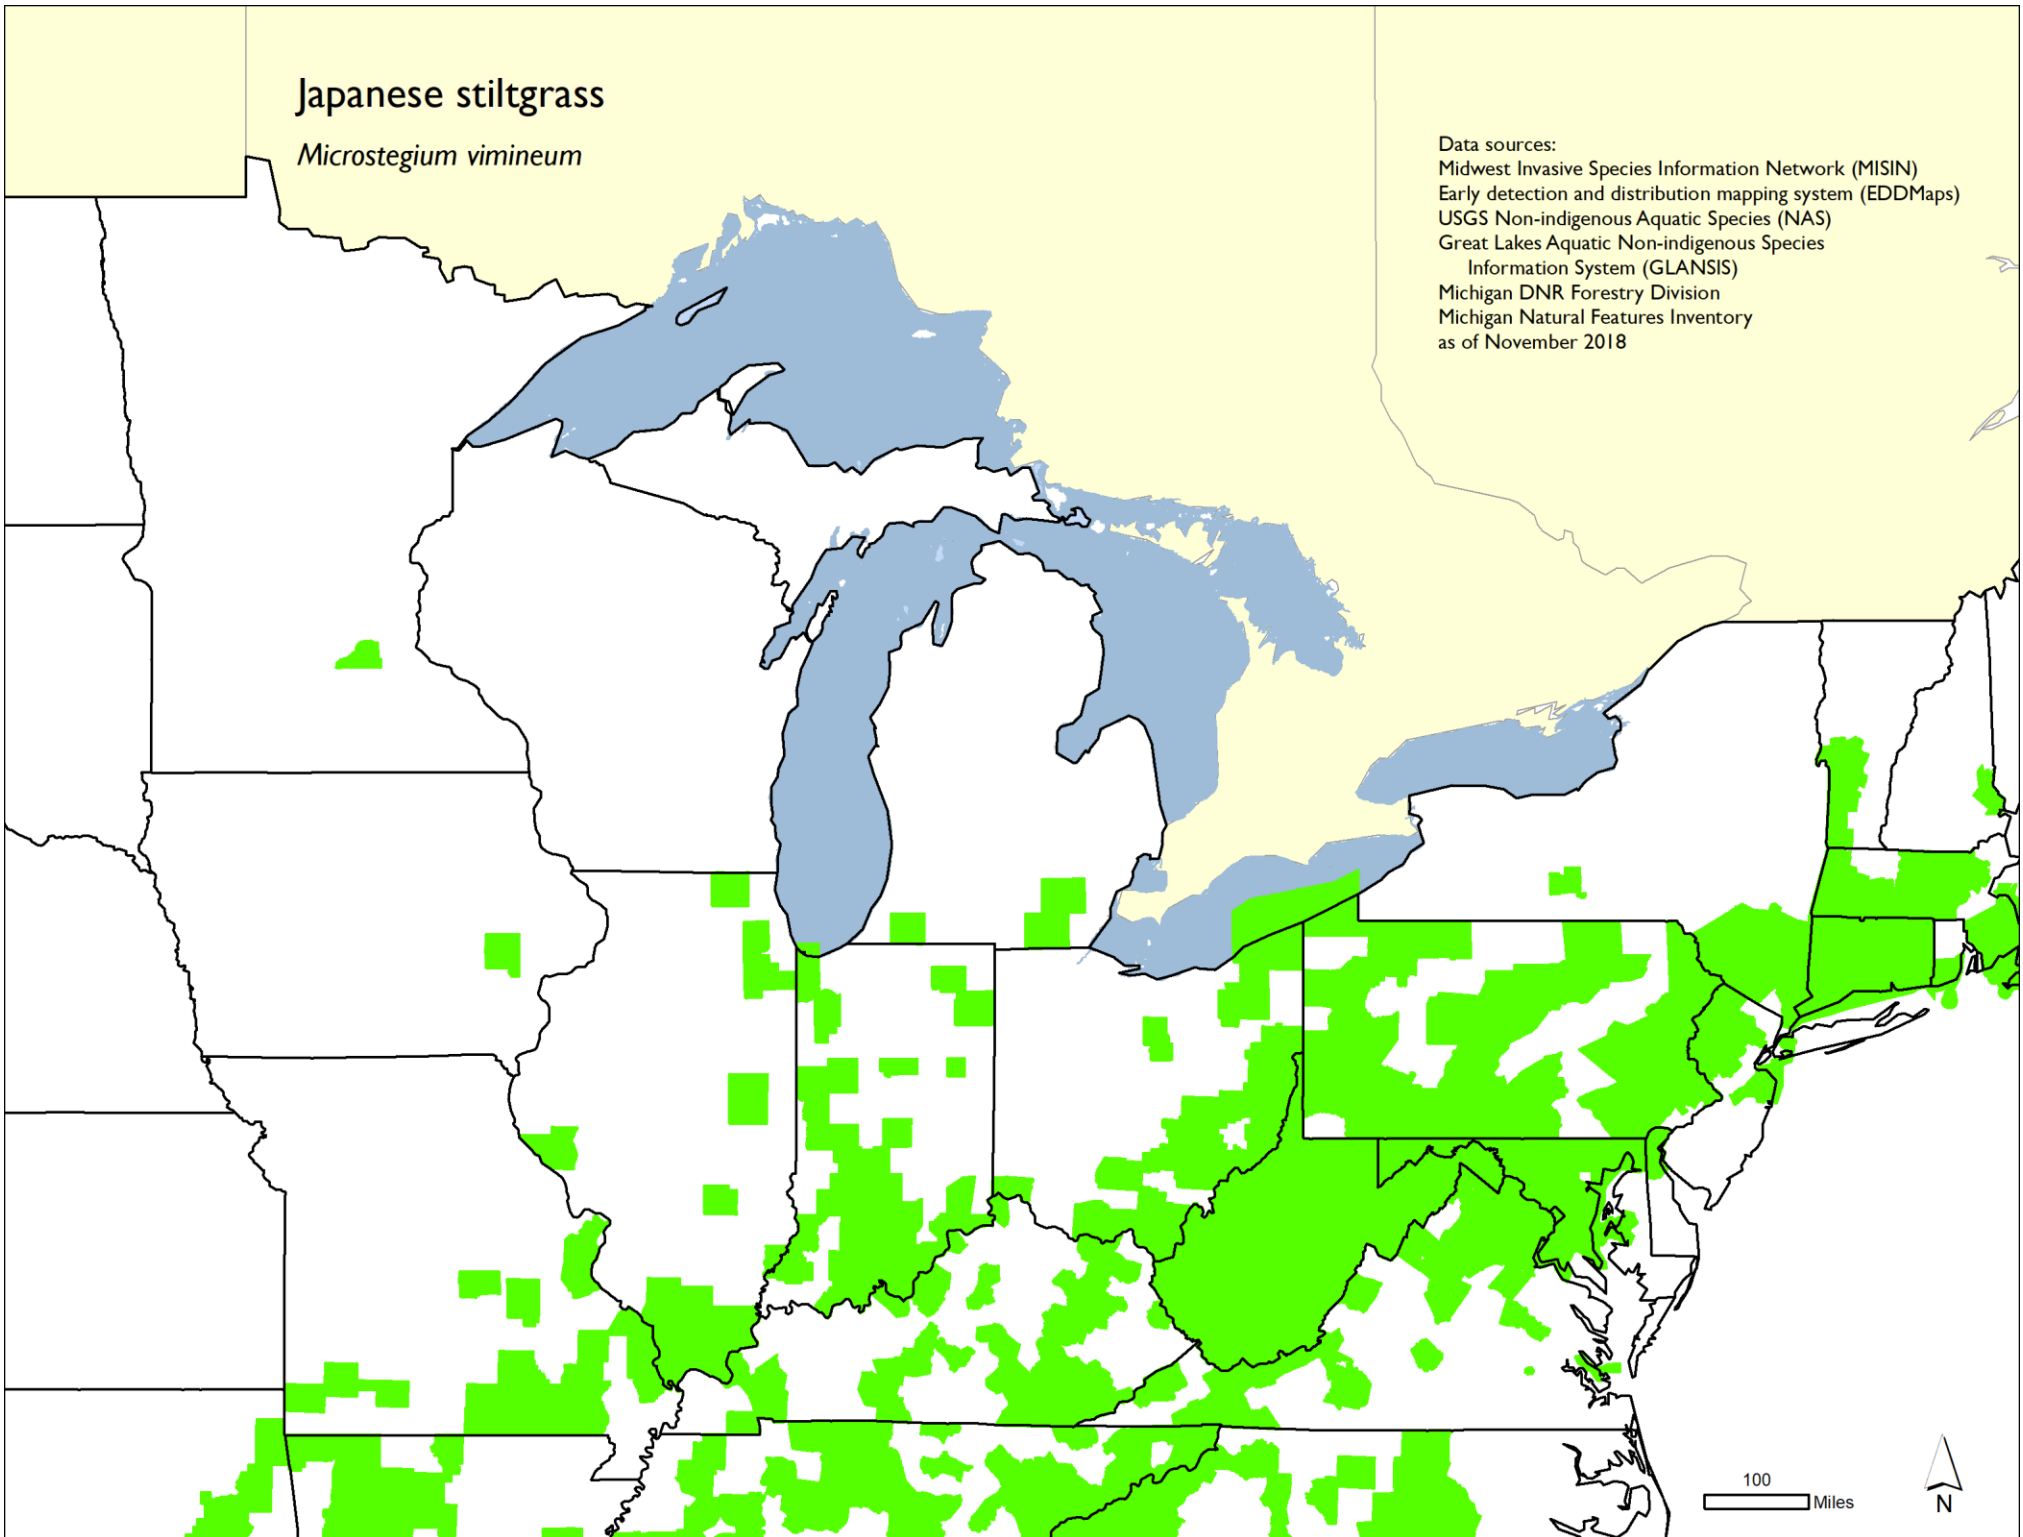 Japanese stiltgrass
Microstegium vimineum
Data sources:
Midwest Invasive Species Information Network (MISIN)
Early detection and distribution mapping system (EDDMaps)
USGS Non-indigenous Aquatic Species (NAS)
Great Lakes Aquatic Non-indigenous Species
Information System (GLANSIS)
Michigan DNR Forestry Division
Michigan Natural Features Inventory
as of November 2018
100
Miles
N